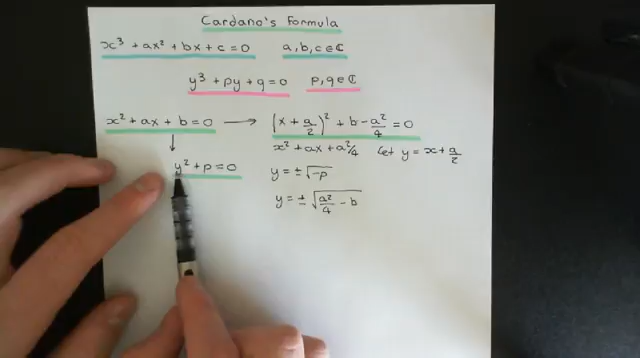 Cardano's Formula
x³ + ax² + bx + c = 0 a, b, c ∈ ℂ
y³ + py + q = 0 p, q ∈ ℂ
x² + ax + b = 0 → (x + a/2)² + b - a²/4 = 0
x² + ax + a²/4 Let y = x + a/2
↓
y² + p = 0 y = ±√-p
y = ±√(a²/4 - b)